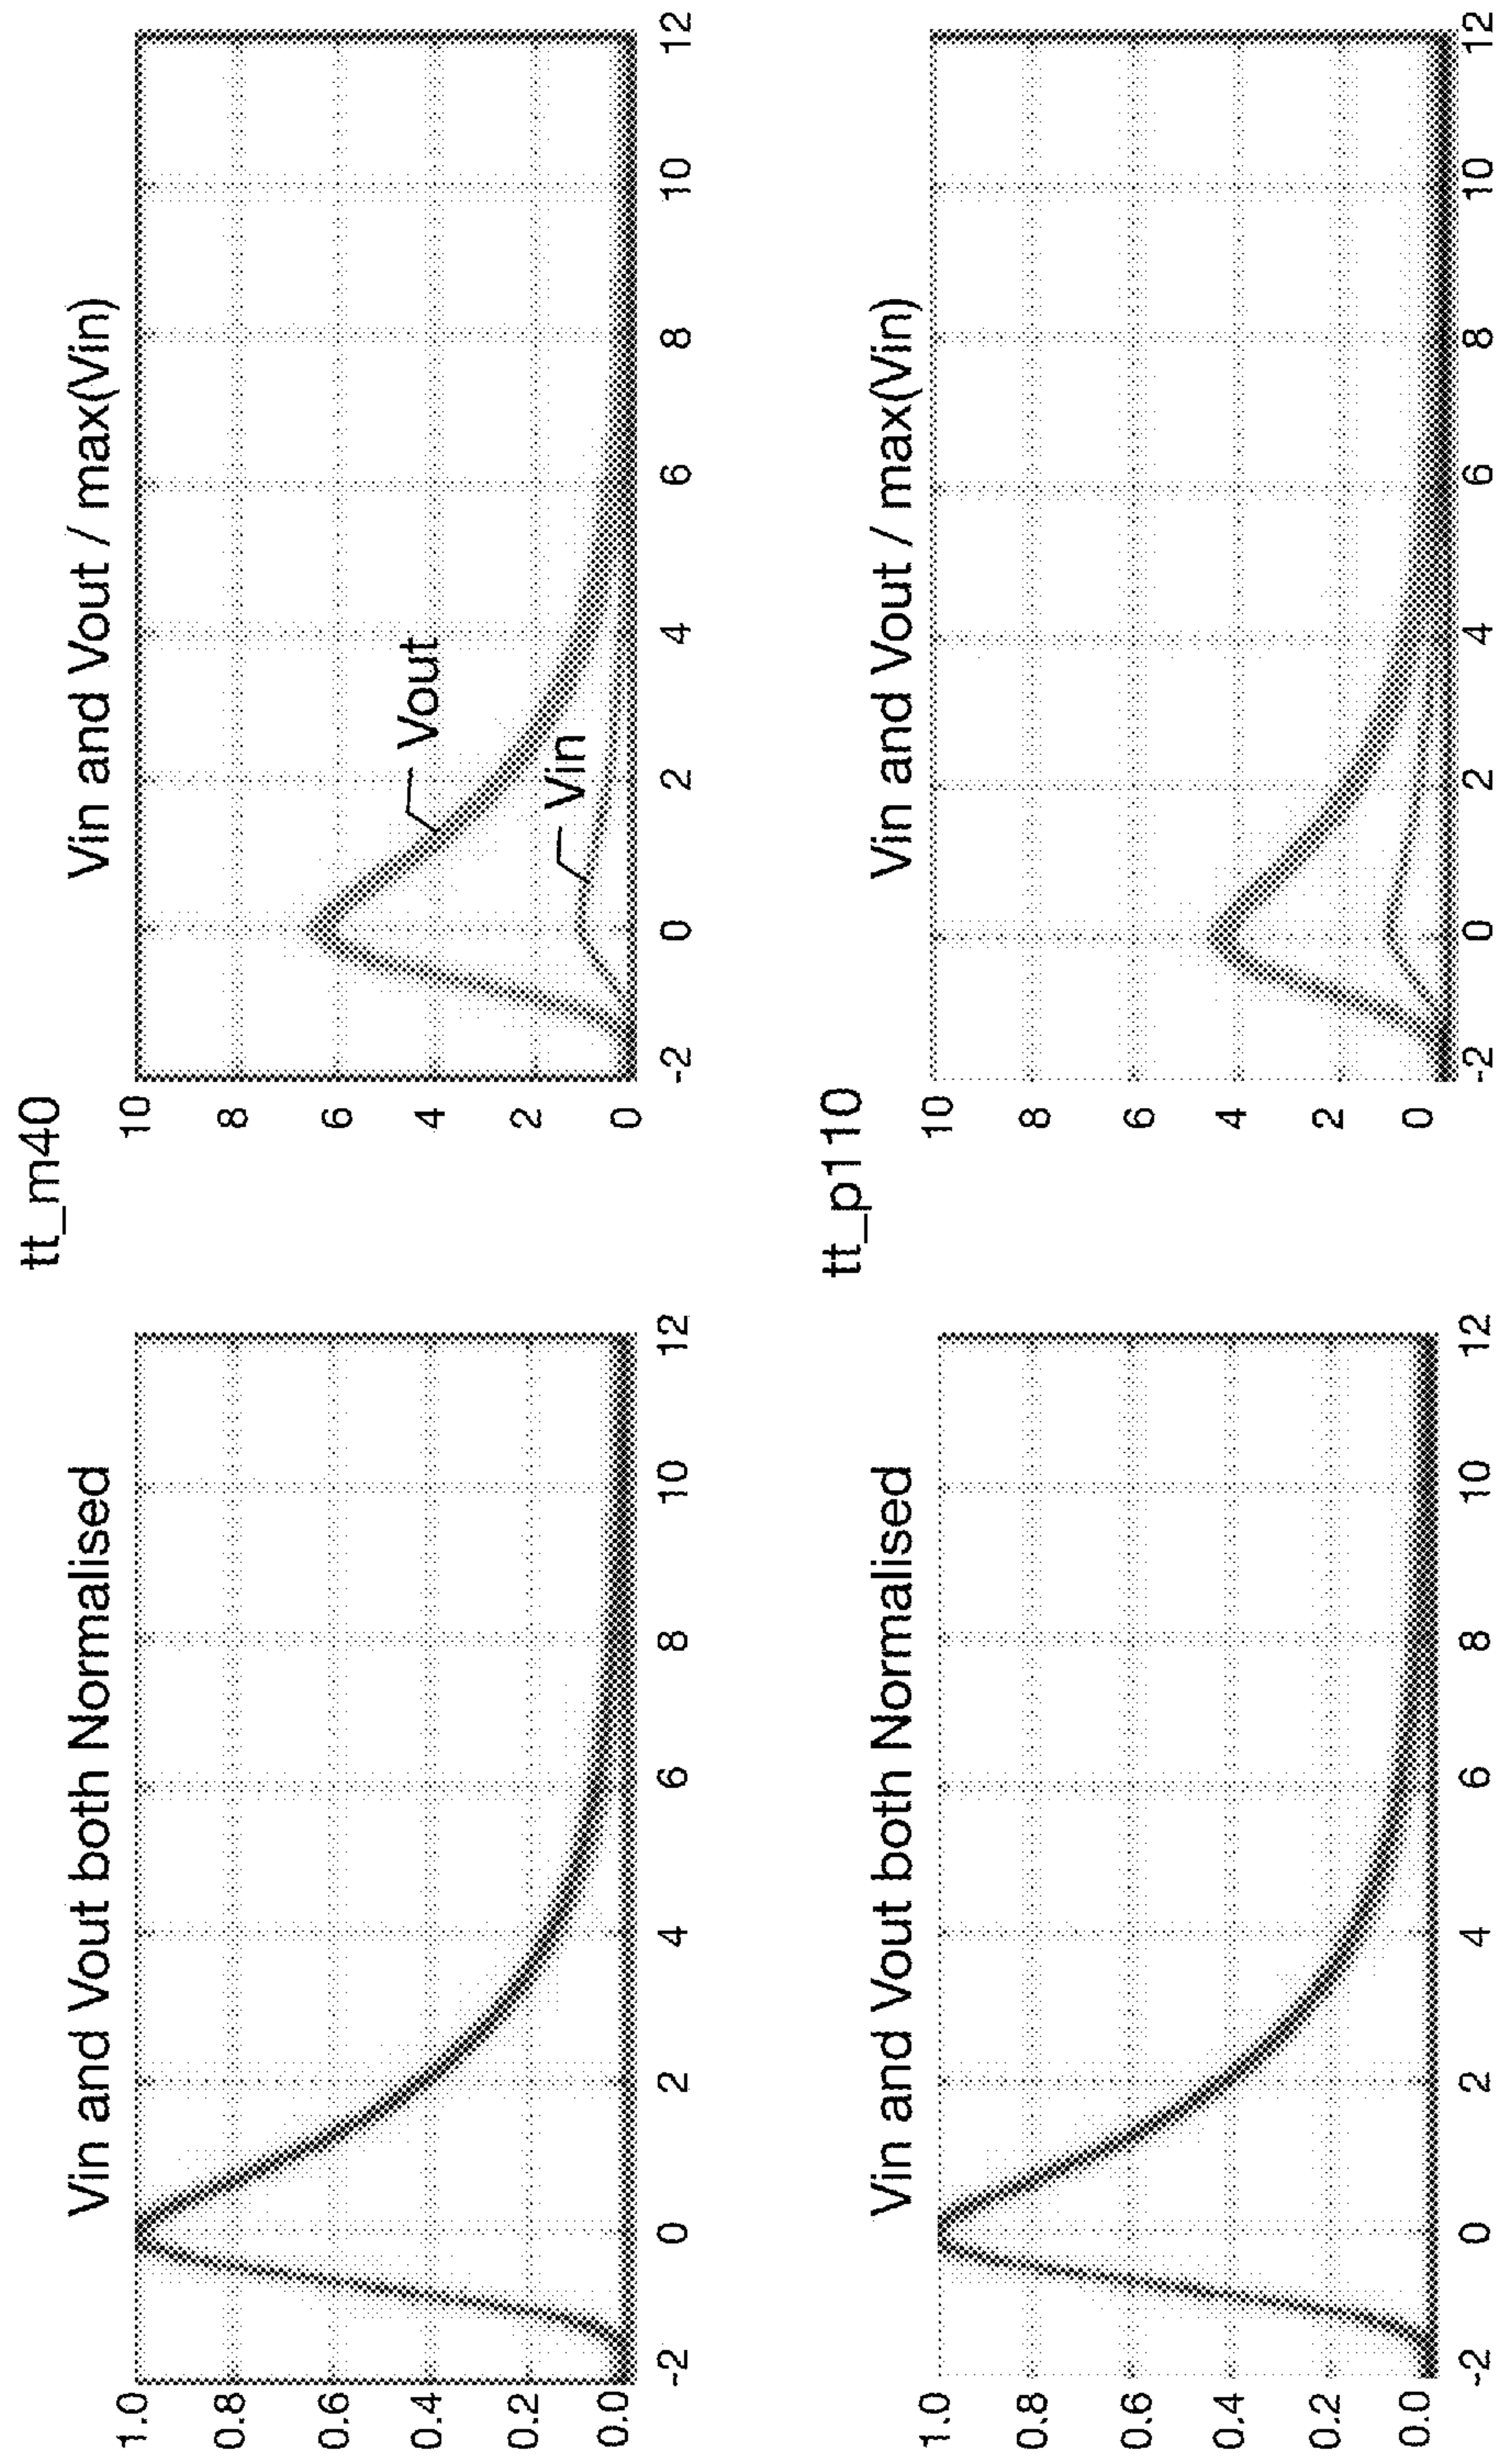 tt_m40
Vin and Vout both Normalised
1.0
0.8
0.6
0.4
0.2
0.0
-2 0 2 4 6 8 10 12
Vin and Vout / max(Vin)
10
8
6
4
2
0
Vout
Vin
-2 0 2 4 6 8 10 12
tt_p110
Vin and Vout both Normalised
1.0
0.8
0.6
0.4
0.2
0.0
-2 0 2 4 6 8 10 12
Vin and Vout / max(Vin)
10
8
6
4
2
0
-2 0 2 4 6 8 10 12